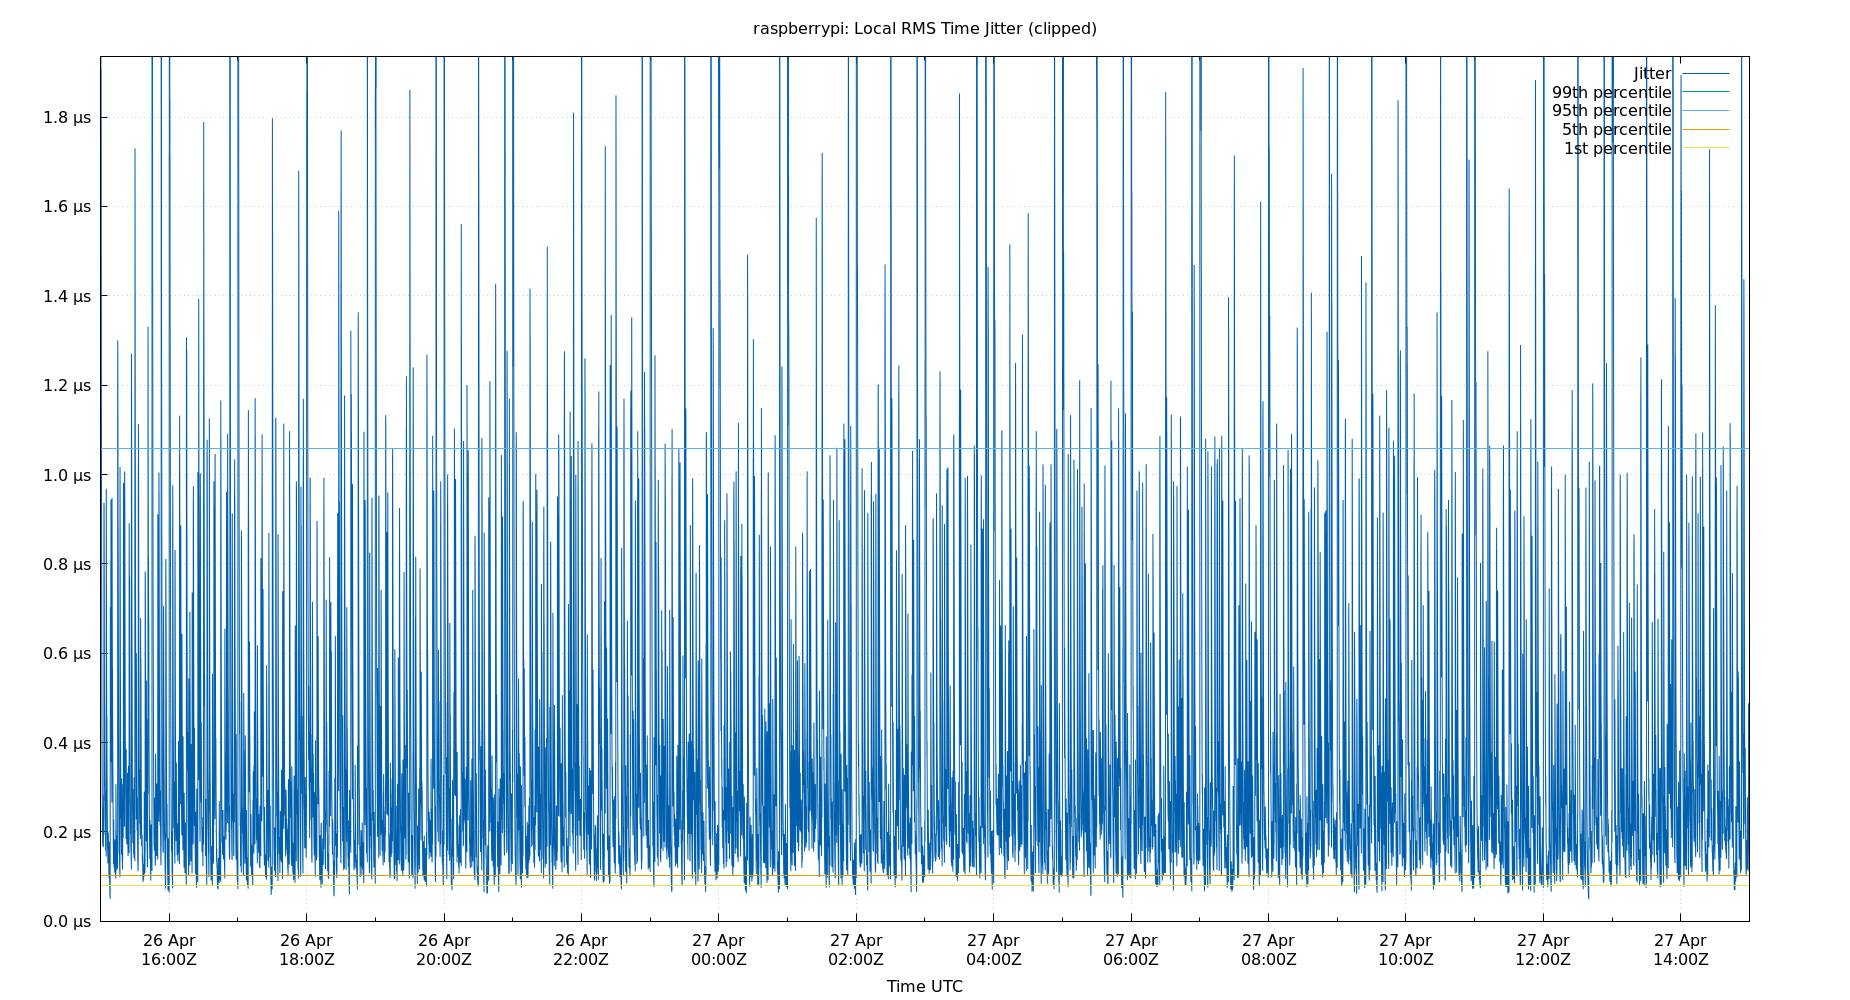 raspberrypi: Local RMS Time Jitter (clipped)
Jitter
99th percentile
95th percentile
5th percentile
1st percentile
1.8 µs
1.6 µs
1.4 µs
1.2 µs
1.0 µs
0.8 µs
0.6 µs
0.4 µs
0.2 µs
0.0 µs
26 Apr 26 Apr 26 Apr 26 Apr 27 Apr 27 Apr 27 Apr 27 Apr 27 Apr 27 Apr 27 Apr 27 Apr
16:00Z 18:00Z 20:00Z 22:00Z 00:00Z 02:00Z 04:00Z 06:00Z 08:00Z 10:00Z 12:00Z 14:00Z
Time UTC